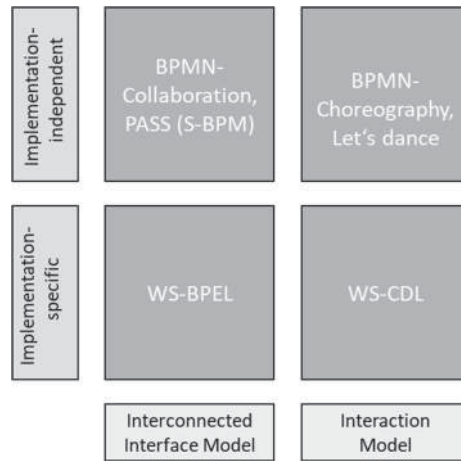 Implementation-
independent
BPMN-
Collaboration,
PASS (S-BPM)
BPMN-
Choreography,
Let's dance
Implementation-
specific
WS-BPEL
WS-CDL
Interconnected
Interface Model
Interaction
Model